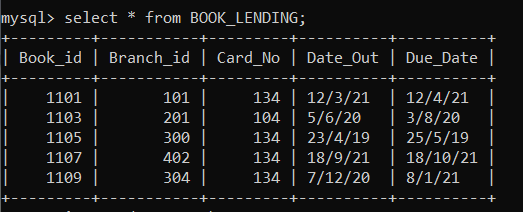 mysql> select * from BOOK_LENDING;
+---------+-----------+---------+----------+----------+
| Book_id | Branch_id | Card_No | Date_Out | Due_Date |
+---------+-----------+---------+----------+----------+
|    1101 |       101 |     134 | 12/3/21  | 12/4/21  |
|    1103 |       201 |     104 | 5/6/20   | 3/8/20   |
|    1105 |       300 |     134 | 23/4/19  | 25/5/19  |
|    1107 |       402 |     134 | 18/9/21  | 18/10/21 |
|    1109 |       304 |     134 | 7/12/20  | 8/1/21   |
+---------+-----------+---------+----------+----------+